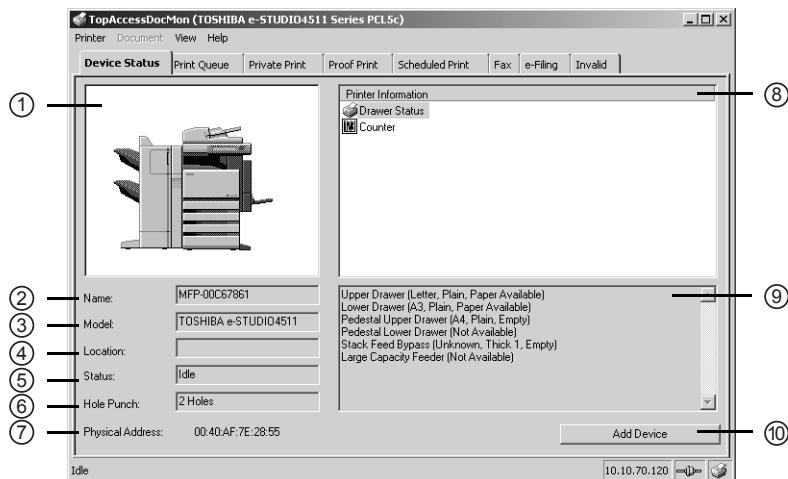 TopAccessDocMon (TOSHIBA e-STUDIO4511 Series PCL5c)
Printer Document View Help
Device Status Print Queue Private Print Proof Print Scheduled Print Fax e-Filing Invalid
1
Printer Information
8
Drawer Status
Counter
2
Name: MFP-00C67861
3
Model: TOSHIBA e-STUDIO4511
4
Location:
5
Status: Idle
6
Hole Punch: 2 Holes
7
Physical Address: 00:40:AF:7E:28:55
Upper Drawer (Letter, Plain, Paper Available)
9
Lower Drawer (A3, Plain, Paper Available)
Pedestal Upper Drawer (A4, Plain, Empty)
Pedestal Lower Drawer (Not Available)
Stack Feed Bypass (Unknown, Thick 1, Empty)
Large Capacity Feeder (Not Available)
Add Device
10
Idle
10.10.70.120